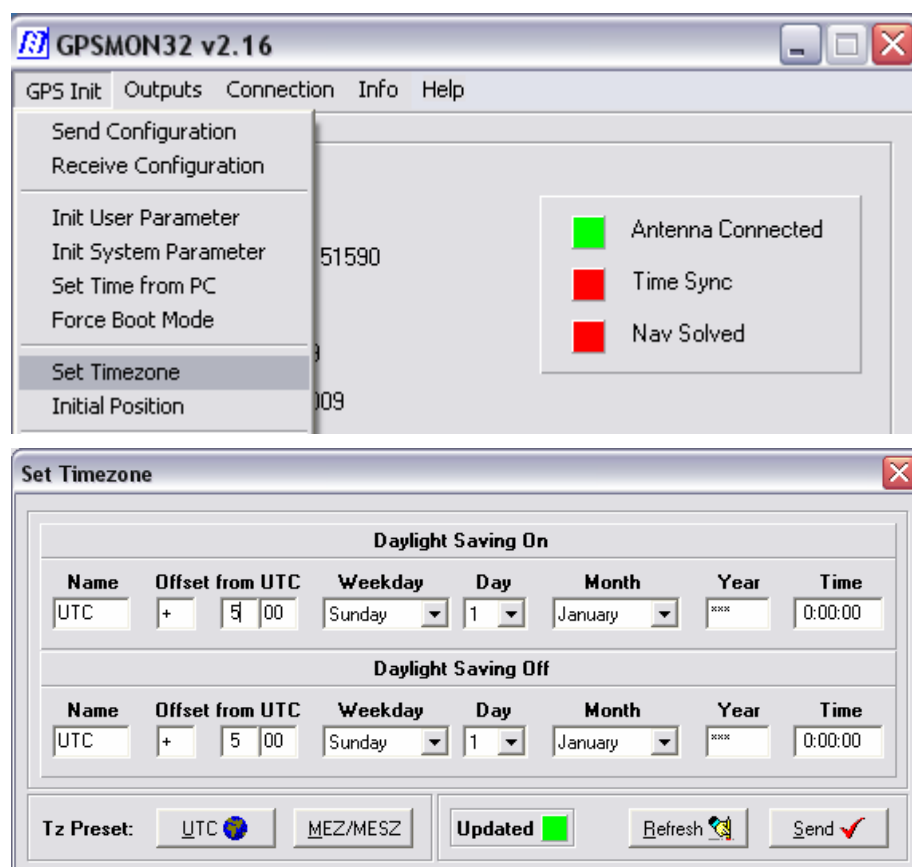 GPSMON32 v2.16
GPS Init Outputs Connection Info Help
Send Configuration
Receive Configuration
Init User Parameter
Init System Parameter
Set Time from PC
Force Boot Mode
Set Timezone
Initial Position
51590
009
Antenna Connected
Time Sync
Nav Solved
Set Timezone
Daylight Saving On
Name Offset from UTC Weekday Day Month Year Time
UTC + 5 00 Sunday 1 January *** 0:00:00
Daylight Saving Off
Name Offset from UTC Weekday Day Month Year Time
UTC + 5 00 Sunday 1 January *** 0:00:00
Tz Preset: UTC MEZ/MESZ Updated Refresh Send